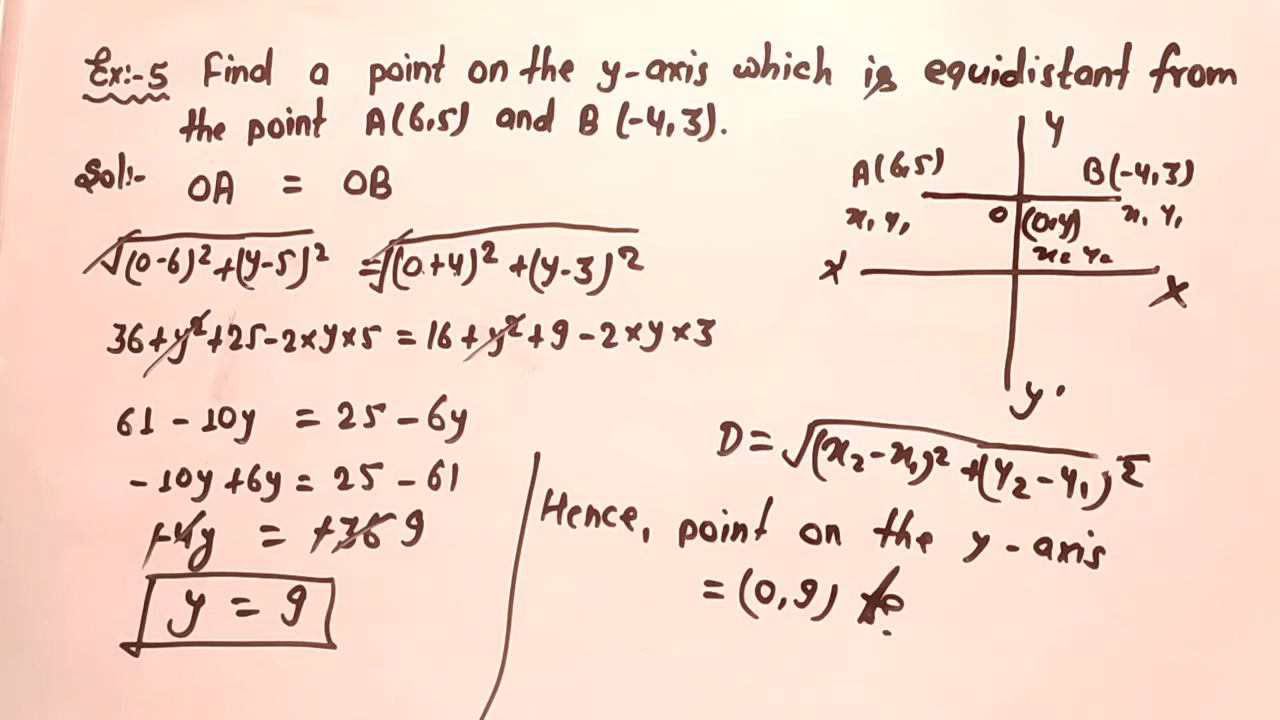 Ex:-5 Find a point on the y-axis which is equidistant from
the point A(6,5) and B (-4,3).
Sol:- OA = OB
√(0-6)²+(y-5)² = √(0+4)²+(y-3)²
36+y²+25-2×y×5 = 16+y²+9-2×y×3
61-10y = 25-6y
-10y+6y = 25-61
+4y = +36 9
y = 9
Y
A(6,5) B(-4,3)
x₁ y₁ O (0,y) x₁ y₁
x₂ y₂
X' X
y'
D = √(x₂-x₁)²+(y₂-y₁)²
Hence, point on the y-axis
= (0,9)